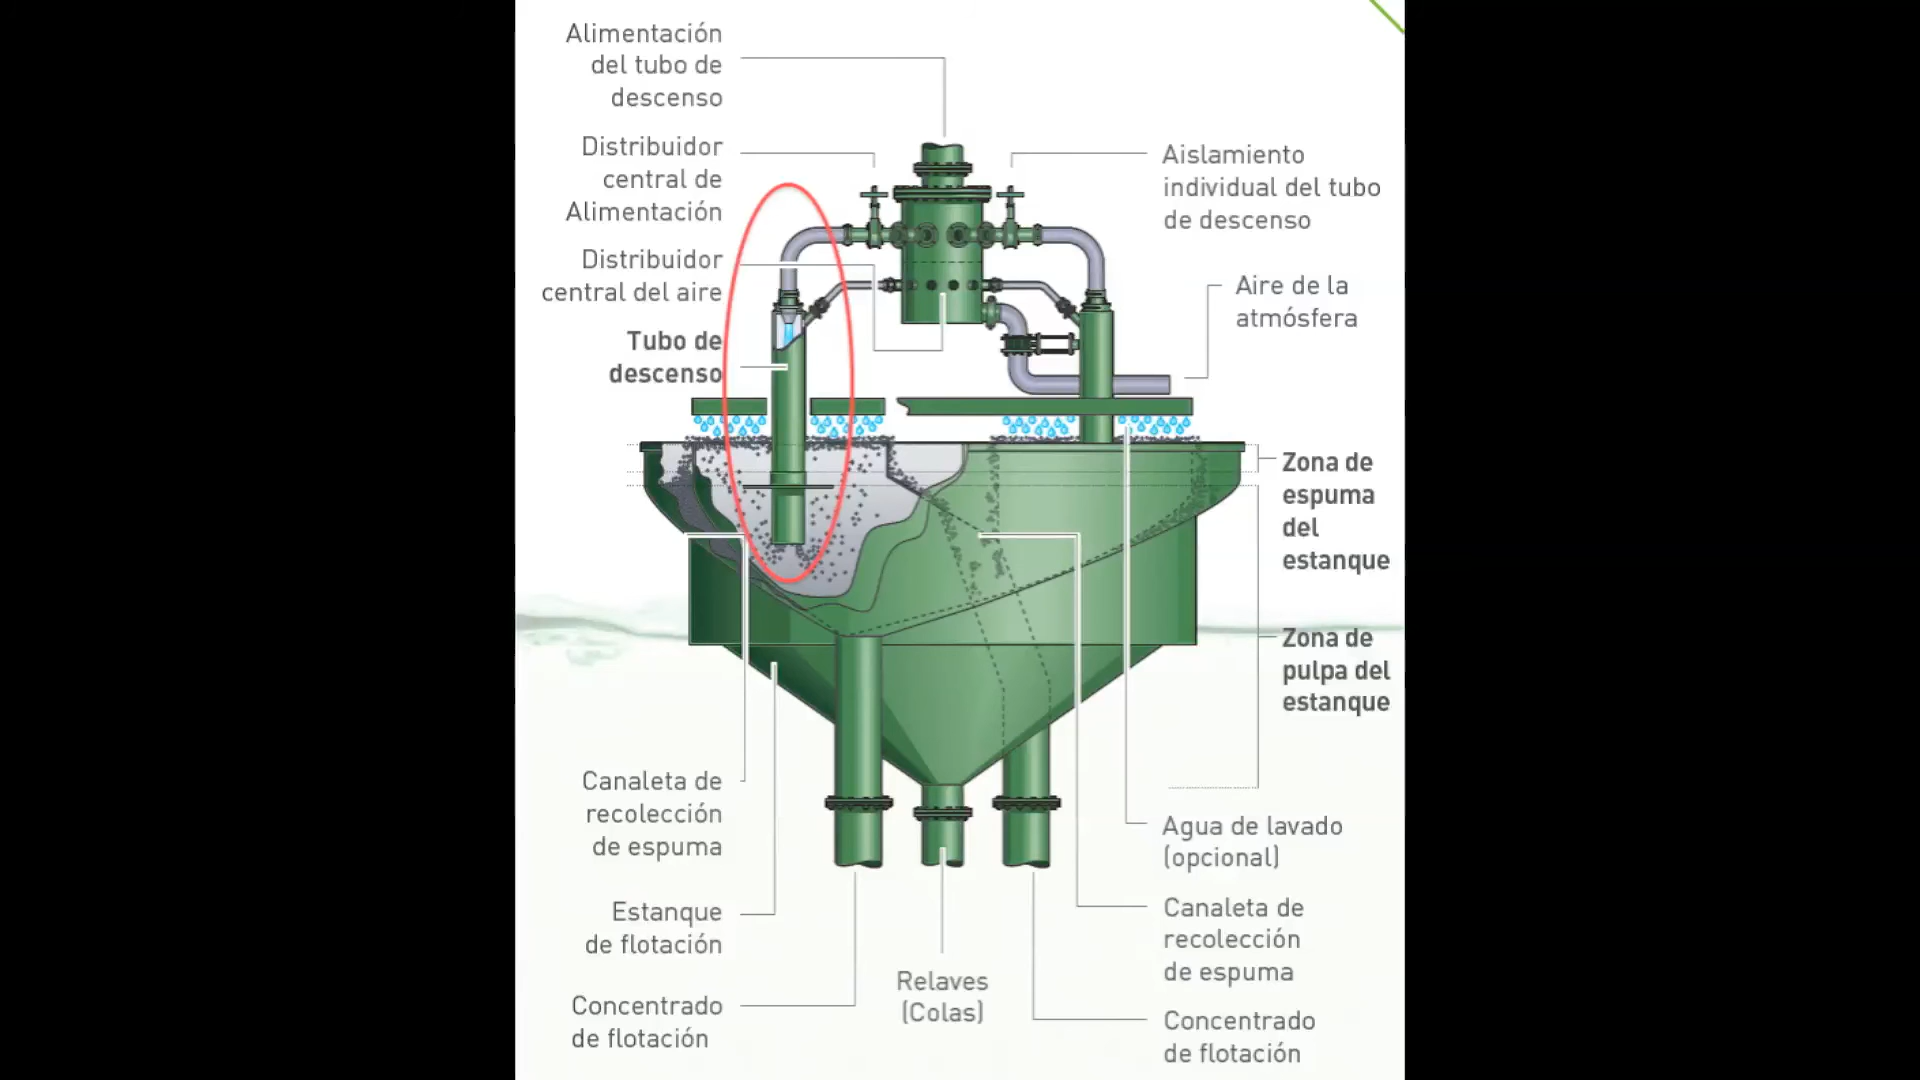 Alimentación
del tubo de
descenso
Distribuidor
central de
Alimentación
Distribuidor
central del aire
Tubo de
descenso
Canaleta de
recolección
de espuma
Estanque
de flotación
Concentrado
de flotación
Relaves
(Colas)
Aislamiento
individual del tubo
de descenso
Aire de la
atmósfera
Zona de
espuma
del
estanque
Zona de
pulpa del
estanque
Agua de lavado
(opcional)
Canaleta de
recolección
de espuma
Concentrado
de flotación